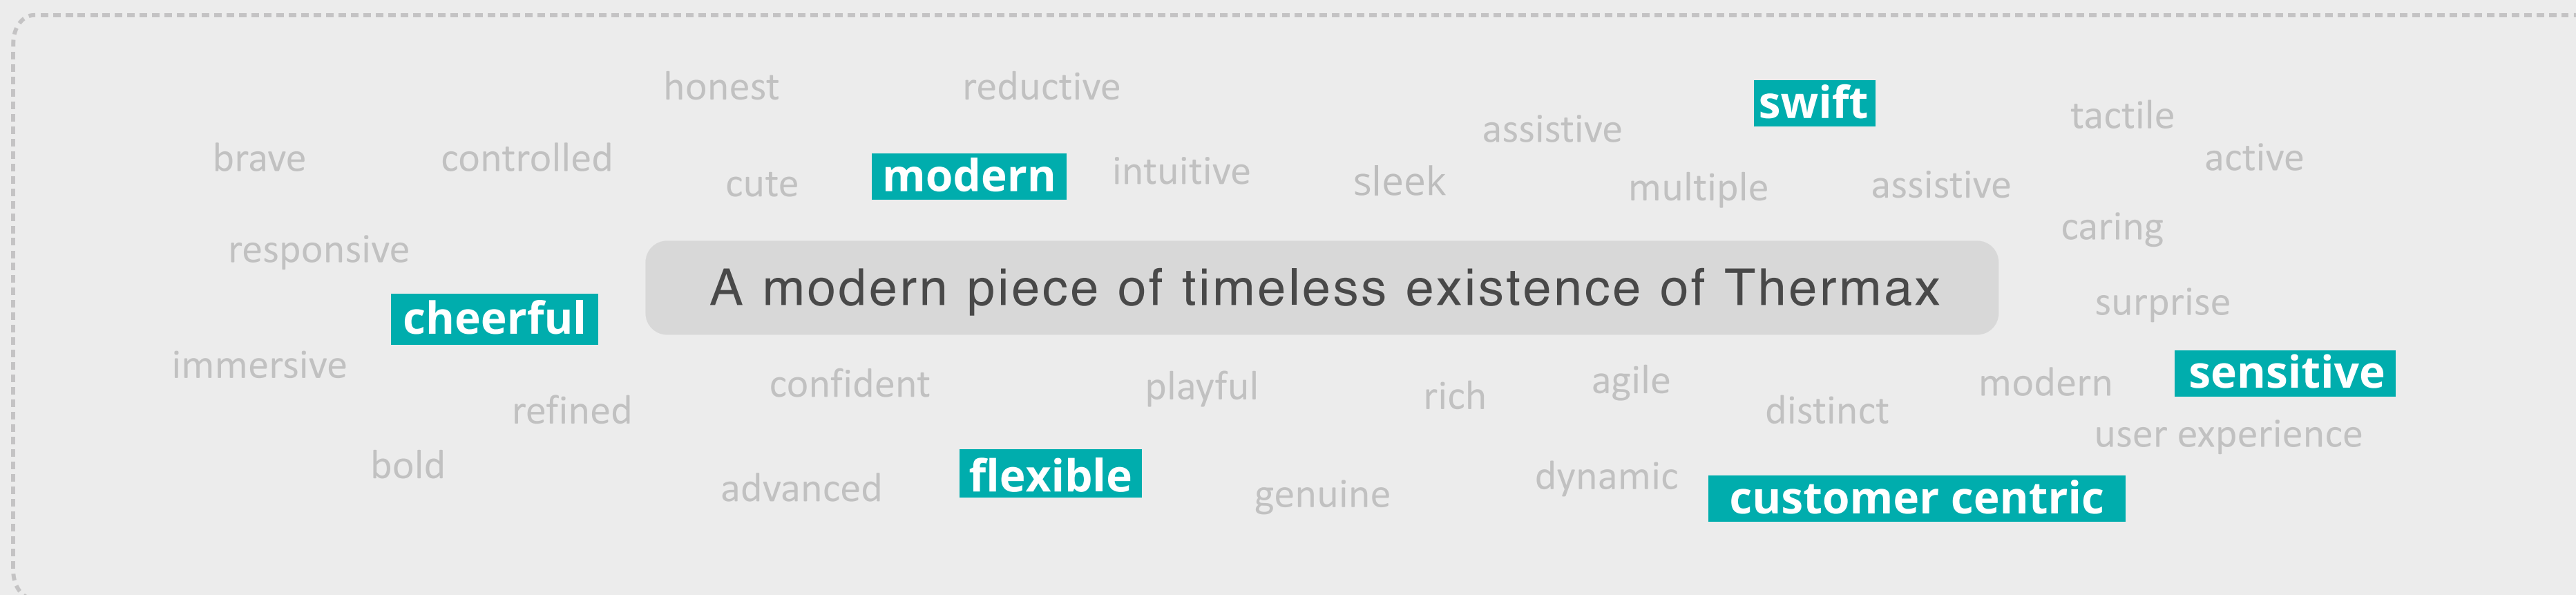 honest
reductive
swift
tactile
assistive
brave
controlled
active
cute
modern
intuitive
sleek
multiple
assistive
caring
responsive
A modern piece of timeless existence of Thermax
surprise
cheerful
immersive
confident
playful
rich
agile
modern
sensitive
refined
distinct
user experience
bold
advanced
flexible
genuine
dynamic
customer centric